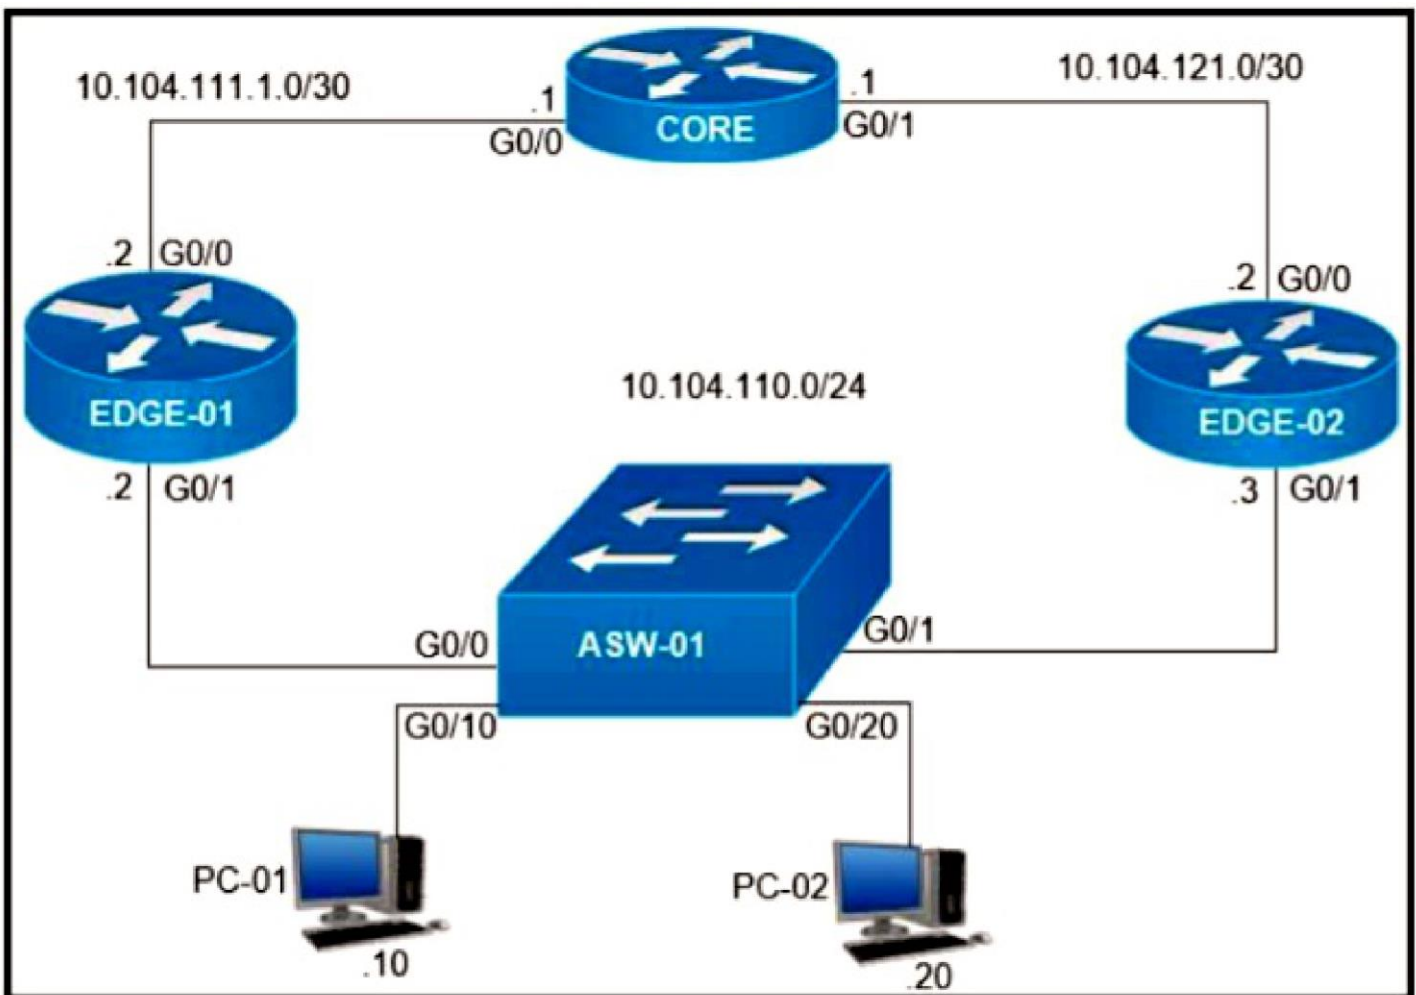 10.104.111.1.0/30
10.104.121.0/30
.1
.1
G0/0
CORE
G0/1
.2 G0/0
.2 G0/0
EDGE-01
10.104.110.0/24
EDGE-02
.2 G0/1
.3 G0/1
G0/0
ASW-01
G0/1
G0/10
G0/20
PC-01
PC-02
.10
.20